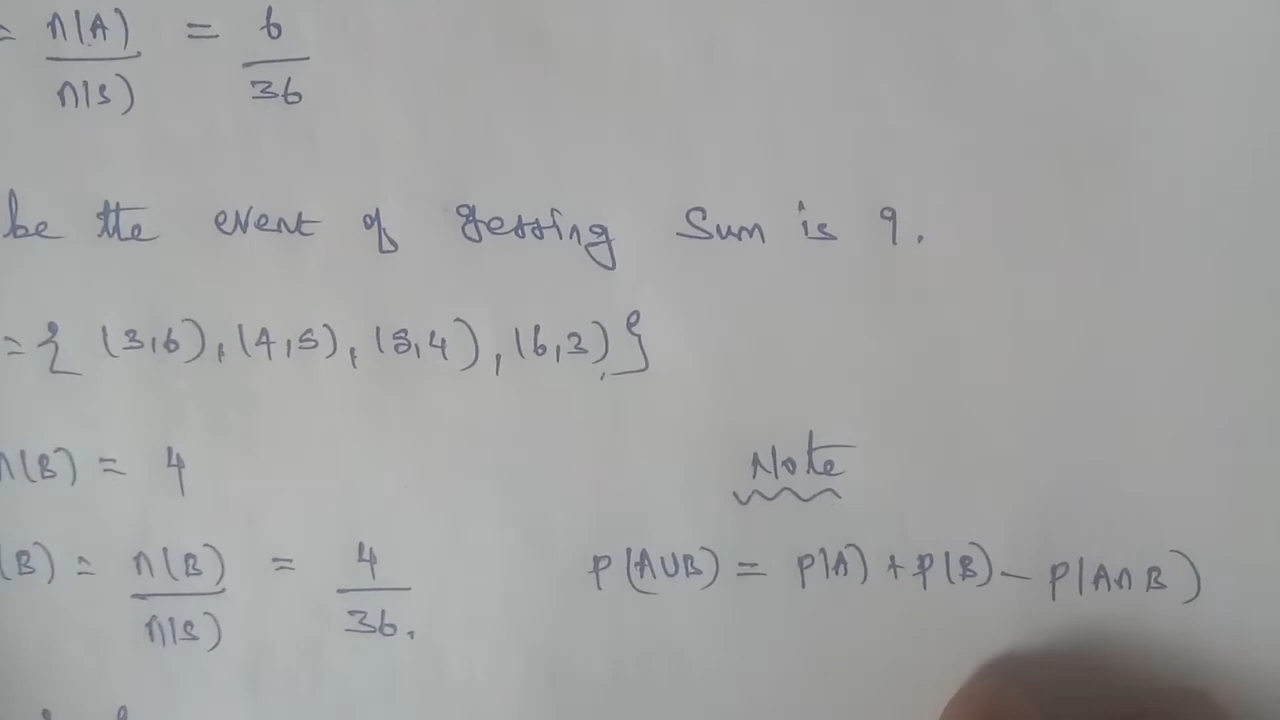 = n(A)/n(S) = 6/36
be the event of getting Sum is 9.
= { (3,6), (4,5), (5,4), (6,3) }
n(B) = 4
(B) = n(B)/n(S) = 4/36.
Note
P(A∪B) = P(A) + P(B) - P(A∩B)